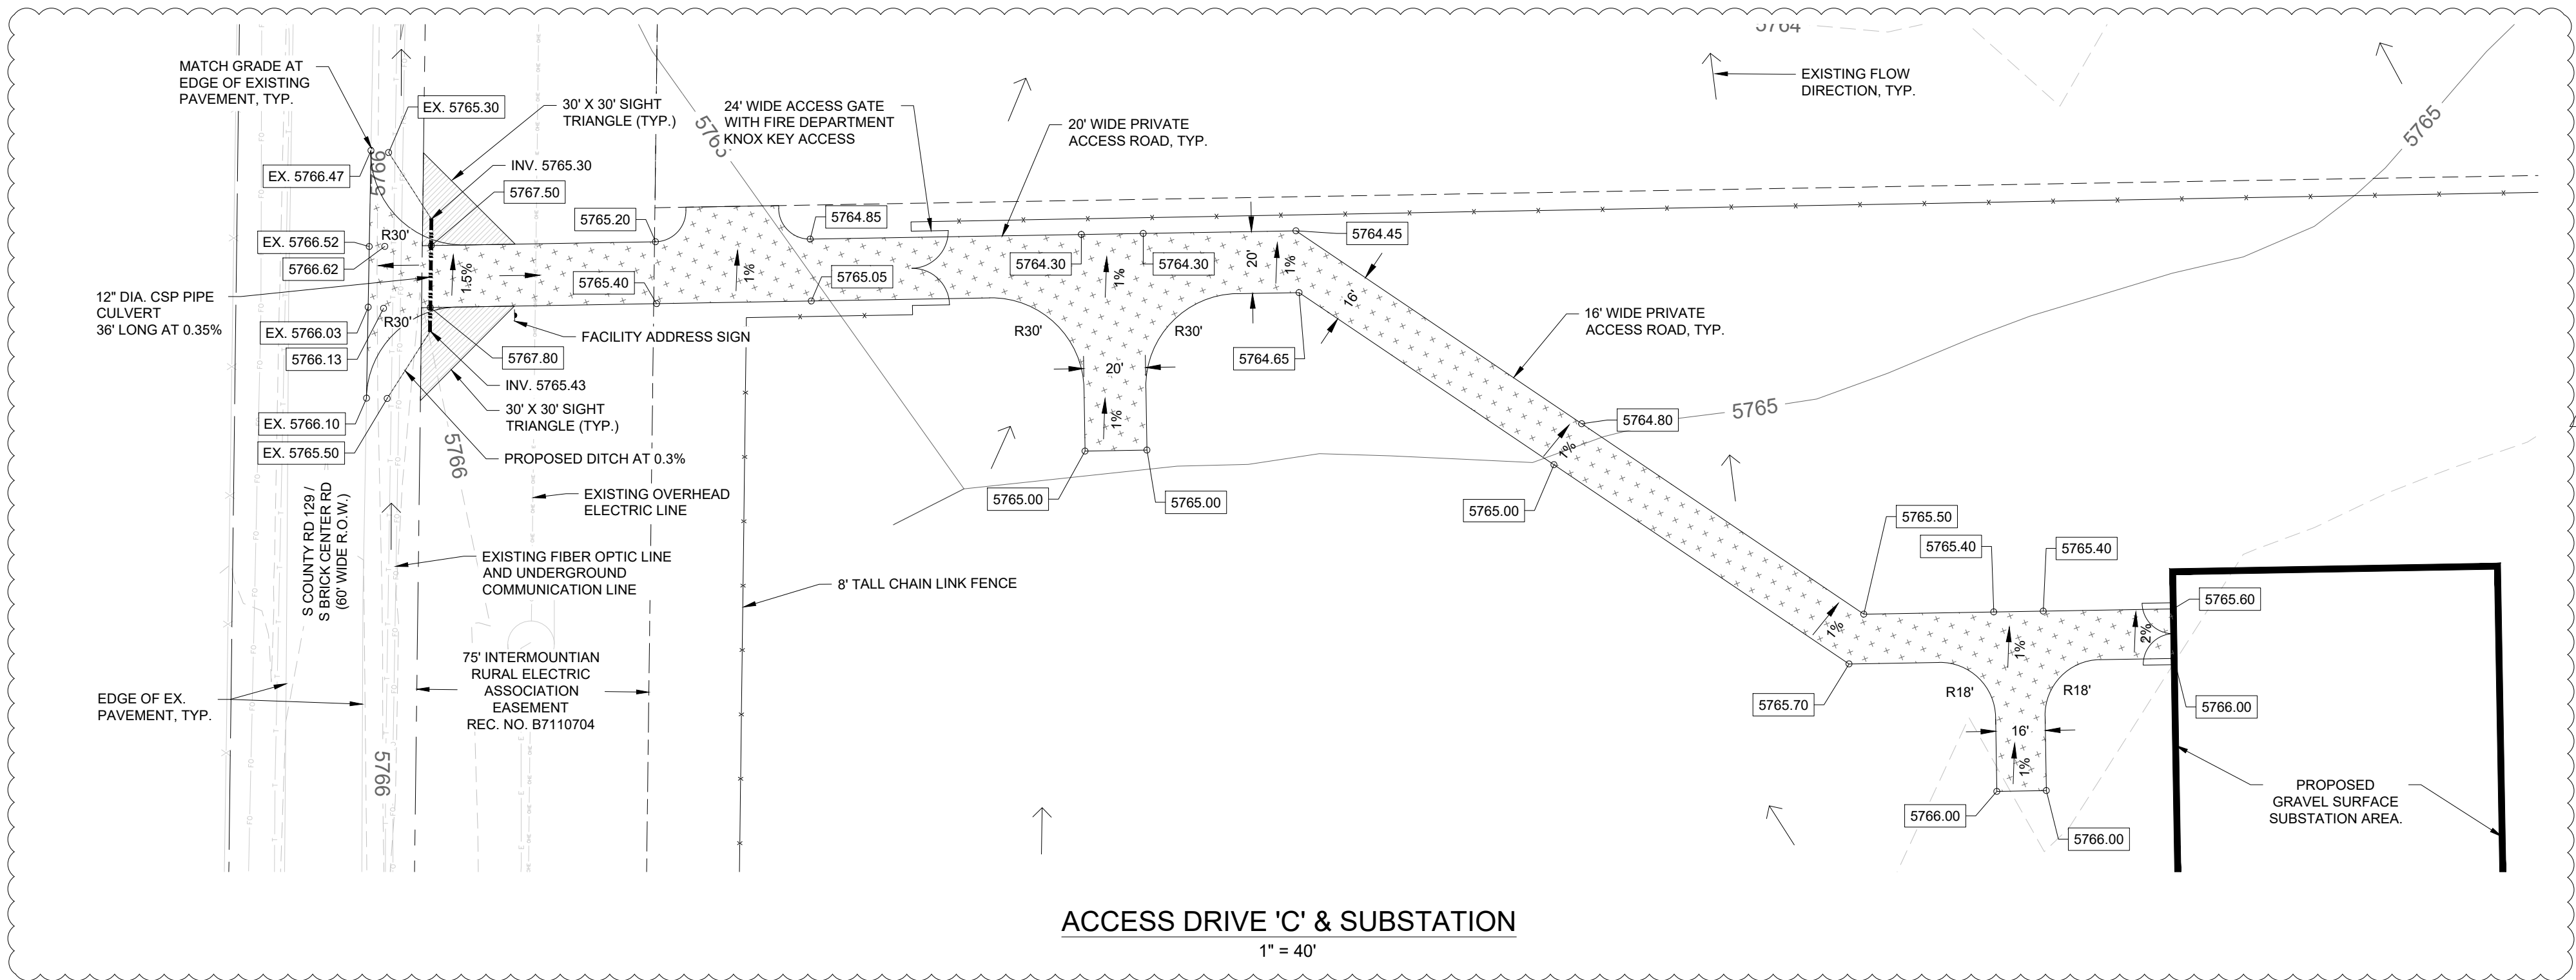 5764
MATCH GRADE AT
EDGE OF EXISTING
PAVEMENT, TYP.
EX. 5765.30
30' X 30' SIGHT
TRIANGLE (TYP.)
24' WIDE ACCESS GATE
WITH FIRE DEPARTMENT
KNOX KEY ACCESS
20' WIDE PRIVATE
ACCESS ROAD, TYP.
EXISTING FLOW
DIRECTION, TYP.
5765
5765
5766
EX. 5766.47
INV. 5765.30
5767.50
5765.20
5764.85
5764.45
EX. 5766.52
R30'
5766.62
1.5%
5765.40
1%
5765.05
5764.30
1%
5764.30
20'
1%
12" DIA. CSP PIPE
CULVERT
36' LONG AT 0.35%
EX. 5766.03
R30'
5766.13
FACILITY ADDRESS SIGN
5767.80
INV. 5765.43
30' X 30' SIGHT
TRIANGLE (TYP.)
R30'
R30'
20'
1%
5764.65
16'
16' WIDE PRIVATE
ACCESS ROAD, TYP.
5765
5764.80
EX. 5766.10
EX. 5765.50
5766
PROPOSED DITCH AT 0.3%
EXISTING OVERHEAD
ELECTRIC LINE
5765.00
5765.00
5765.00
1%
S COUNTY RD 129 /
S BRICK CENTER RD
(60' WIDE R.O.W.)
EXISTING FIBER OPTIC LINE
AND UNDERGROUND
COMMUNICATION LINE
8' TALL CHAIN LINK FENCE
5765.50
5765.40
5765.40
5765.60
1%
1%
2%
75' INTERMOUNTIAN
RURAL ELECTRIC
ASSOCIATION
EASEMENT
REC. NO. B7110704
EDGE OF EX.
PAVEMENT, TYP.
5766
5765.70
R18'
R18'
5766.00
16'
1%
5766.00
5766.00
PROPOSED
GRAVEL SURFACE
SUBSTATION AREA.
ACCESS DRIVE 'C' & SUBSTATION
1" = 40'